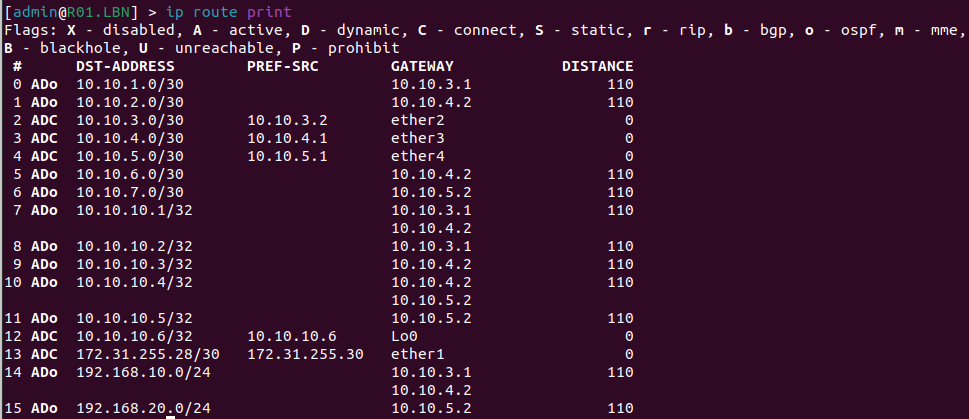 [admin@R01.LBN] > ip route print
Flags: X - disabled, A - active, D - dynamic, C - connect, S - static, r - rip, b - bgp, o - ospf, m - mme,
B - blackhole, U - unreachable, P - prohibit
 #      DST-ADDRESS        PREF-SRC        GATEWAY            DISTANCE
 0 ADo  10.10.1.0/30                       10.10.3.1               110
 1 ADo  10.10.2.0/30                       10.10.4.2               110
 2 ADC  10.10.3.0/30       10.10.3.2       ether2                    0
 3 ADC  10.10.4.0/30       10.10.4.1       ether3                    0
 4 ADC  10.10.5.0/30       10.10.5.1       ether4                    0
 5 ADo  10.10.6.0/30                       10.10.4.2               110
 6 ADo  10.10.7.0/30                       10.10.5.2               110
 7 ADo  10.10.10.1/32                      10.10.3.1               110
                                           10.10.4.2
 8 ADo  10.10.10.2/32                      10.10.3.1               110
 9 ADo  10.10.10.3/32                      10.10.4.2               110
10 ADo  10.10.10.4/32                      10.10.4.2               110
                                           10.10.5.2
11 ADo  10.10.10.5/32                      10.10.5.2               110
12 ADC  10.10.10.6/32      10.10.10.6      Lo0                       0
13 ADC  172.31.255.28/30   172.31.255.30   ether1                    0
14 ADo  192.168.10.0/24                    10.10.3.1               110
                                           10.10.4.2
15 ADo  192.168.20.0/24                    10.10.5.2               110